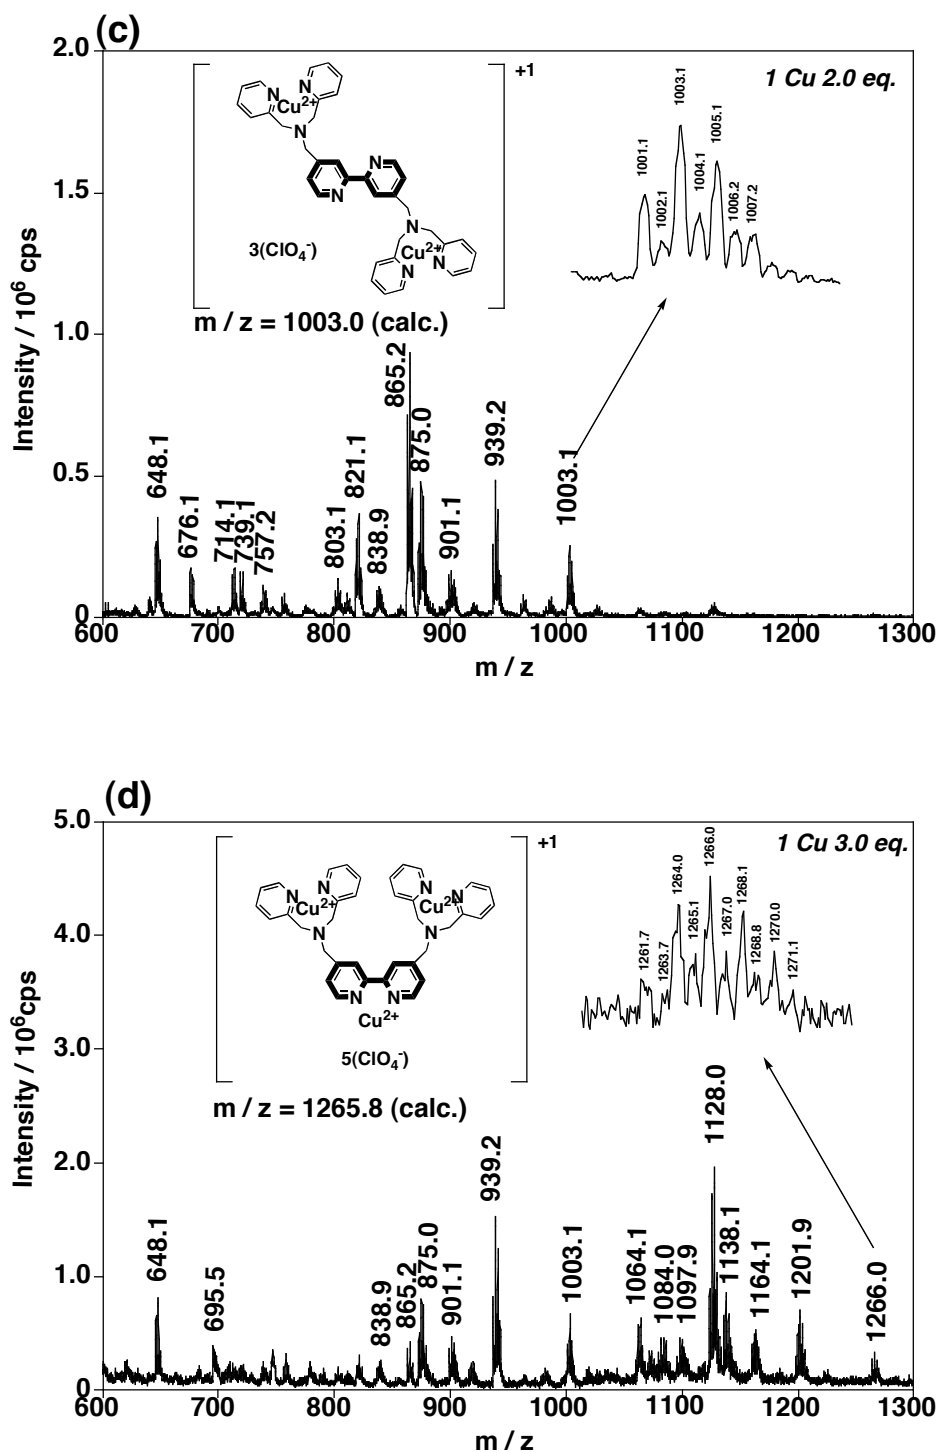 (c)
2.0
1.5
1.0
0.5
0
Intensity / 10⁶ cps
+1
1 Cu 2.0 eq.
N
N
Cu²⁺
N
N
N
N
Cu²⁺
N
N
3(ClO₄⁻)
m / z = 1003.0 (calc.)
1001.1
1002.1
1003.1
1004.1
1005.1
1006.2
1007.2
648.1
676.1
714.1
739.1
757.2
803.1
821.1
838.9
865.2
875.0
901.1
939.2
1003.1
600
700
800
900
1000
1100
1200
1300
m / z
(d)
5.0
4.0
3.0
2.0
1.0
0
Intensity / 10⁶cps
+1
1 Cu 3.0 eq.
N
N
Cu²⁺
N
N
N
Cu²⁺
N
N
N
Cu²⁺
5(ClO₄⁻)
m / z = 1265.8 (calc.)
1261.7
1263.7
1264.0
1265.1
1266.0
1267.0
1268.1
1268.8
1270.0
1271.1
648.1
695.5
838.9
865.2
875.0
901.1
939.2
1003.1
1064.1
1084.0
1097.9
1128.0
1138.1
1164.1
1201.9
1266.0
600
700
800
900
1000
1100
1200
1300
m / z